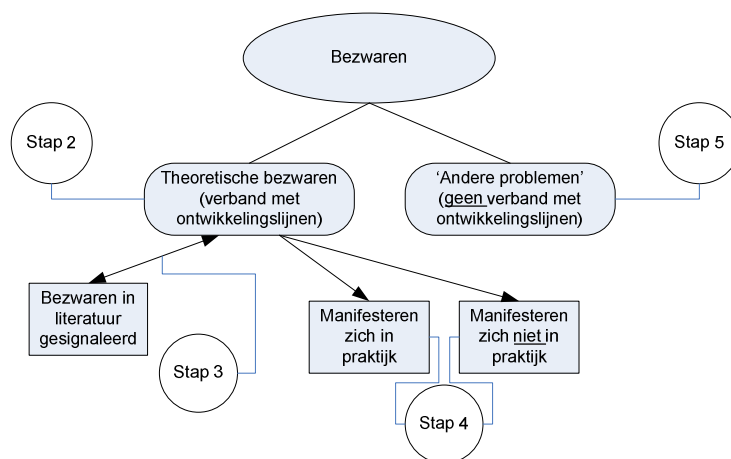 Bezwaren
Stap 2
Stap 5
Theoretische bezwaren
(verband met
ontwikkelingslijnen)
'Andere problemen'
(geen verband met
ontwikkelingslijnen)
Bezwaren in
literatuur
gesignaleerd
Manifesteren
zich in
praktijk
Manifesteren
zich niet in
praktijk
Stap 3
Stap 4